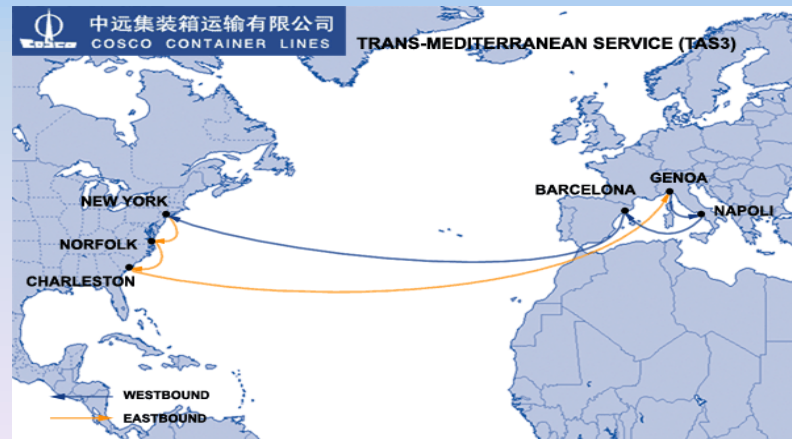 中远集装箱运输有限公司
COSCO COSCO CONTAINER LINES
TRANS-MEDITERRANEAN SERVICE (TAS3)
GENOA
BARCELONA
NEW YORK
NAPOLI
NORFOLK
CHARLESTON
WESTBOUND
EASTBOUND